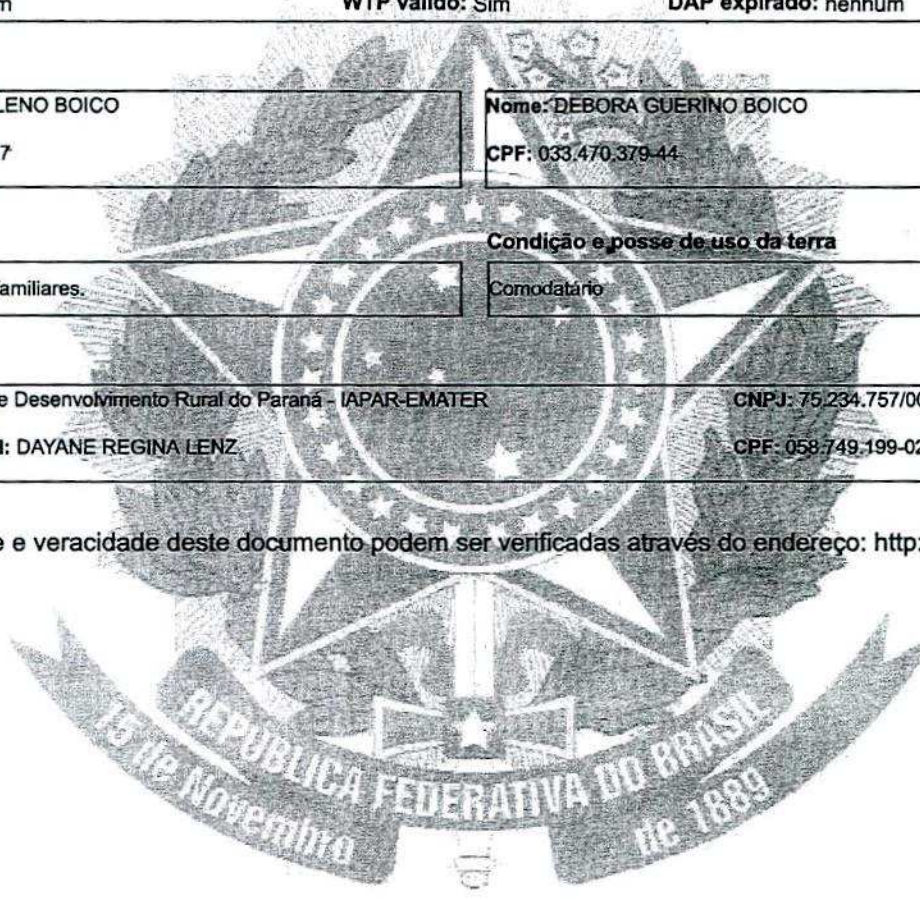 m WTP válido: Sim DAP expirado: nenhum
LENO BOICO Nome: DEBORA GUERINO BOICO
7 CPF: 033.470.379-44
Condição e posse de uso da terra
amiliares. Comodatário
e Desenvolvimento Rural do Paraná - IAPAR-EMATER CNPJ: 75.234.757/00
l: DAYANE REGINA LENZ. CPF: 058.749.199-02
e e veracidade deste documento podem ser verificadas através do endereço: http:
REPÚBLICA FEDERATIVA DO BRASIL
15 de Novembro de 1889